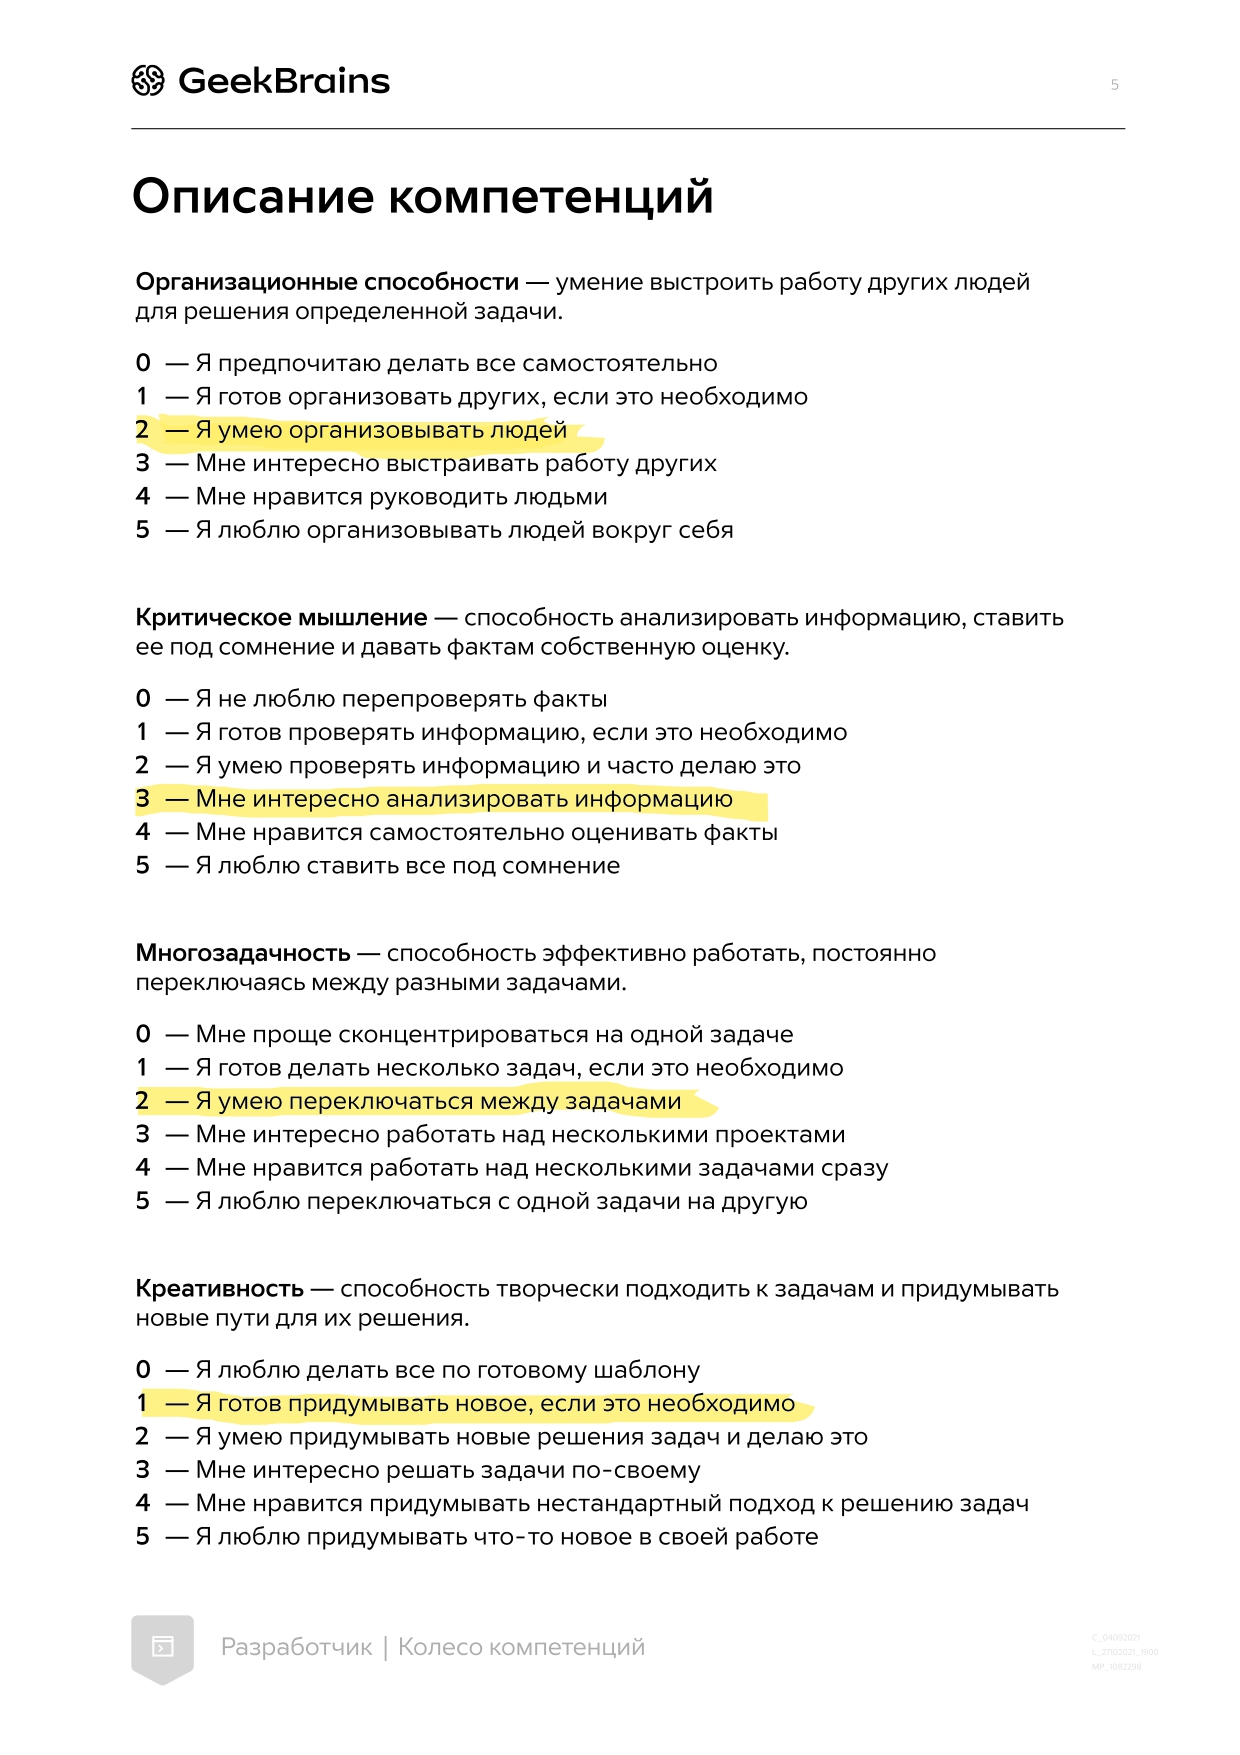 GeekBrains
5
Описание компетенций
Организационные способности — умение выстроить работу других людей
для решения определенной задачи.
0 — Я предпочитаю делать все самостоятельно
1 — Я готов организовать других, если это необходимо
2 — Я умею организовывать людей
3 — Мне интересно выстраивать работу других
4 — Мне нравится руководить людьми
5 — Я люблю организовывать людей вокруг себя
Критическое мышление — способность анализировать информацию, ставить
ее под сомнение и давать фактам собственную оценку.
0 — Я не люблю перепроверять факты
1 — Я готов проверять информацию, если это необходимо
2 — Я умею проверять информацию и часто делаю это
3 — Мне интересно анализировать информацию
4 — Мне нравится самостоятельно оценивать факты
5 — Я люблю ставить все под сомнение
Многозадачность — способность эффективно работать, постоянно
переключаясь между разными задачами.
0 — Мне проще сконцентрироваться на одной задаче
1 — Я готов делать несколько задач, если это необходимо
2 — Я умею переключаться между задачами
3 — Мне интересно работать над несколькими проектами
4 — Мне нравится работать над несколькими задачами сразу
5 — Я люблю переключаться с одной задачи на другую
Креативность — способность творчески подходить к задачам и придумывать
новые пути для их решения.
0 — Я люблю делать все по готовому шаблону
1 — Я готов придумывать новое, если это необходимо
2 — Я умею придумывать новые решения задач и делаю это
3 — Мне интересно решать задачи по-своему
4 — Мне нравится придумывать нестандартный подход к решению задач
5 — Я люблю придумывать что-то новое в своей работе
Разработчик | Колесо компетенций